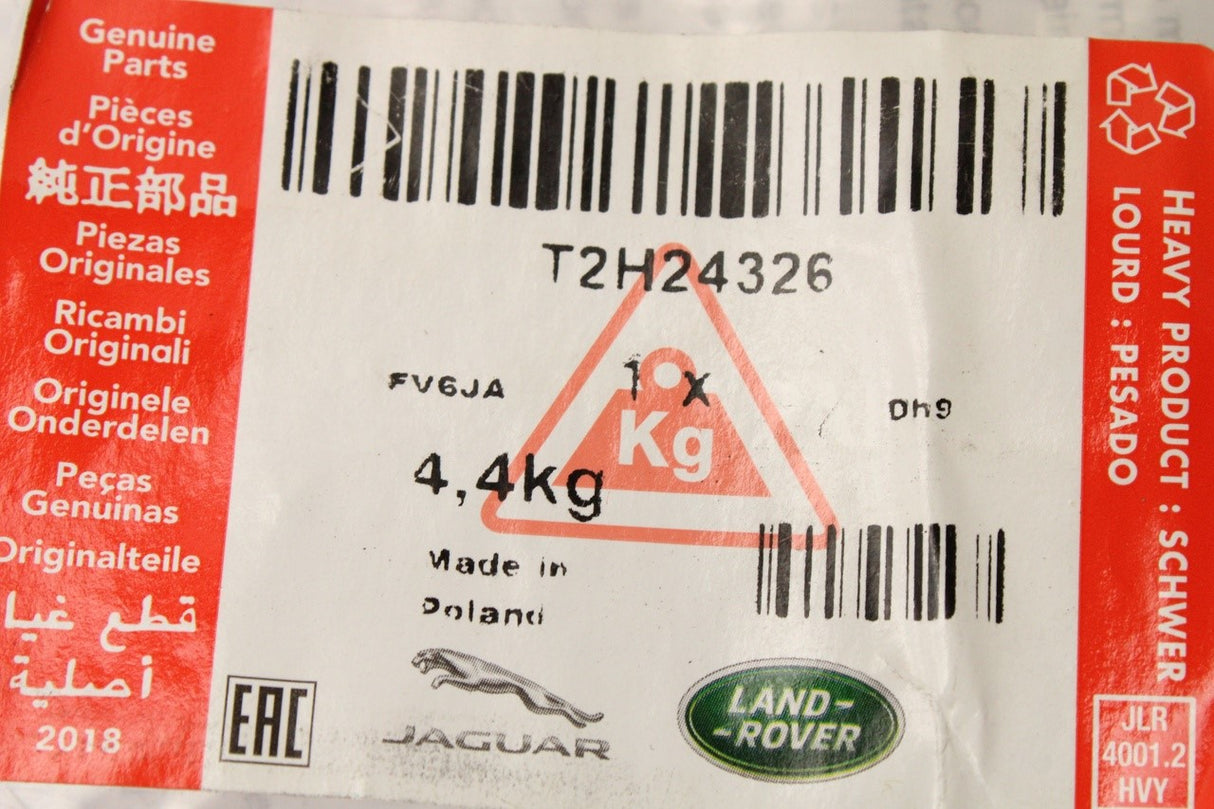 Genuine
Parts
Pièces
d'Origine
純正部品
Piezas
Originales
Ricambi
Originali
Originele
Onderdelen
Peças
Genuinas
Originalteile
قطع غيا
أصلية
2018
T2H24326
FV6JA
1 x
Dh9
Kg
4,4kg
Made in
Poland
EAC
JAGUAR
LAND-
-ROVER
HEAVY PRODUCT : SCHWER
LOURD : PESADO
JLR
4001.2
HVY